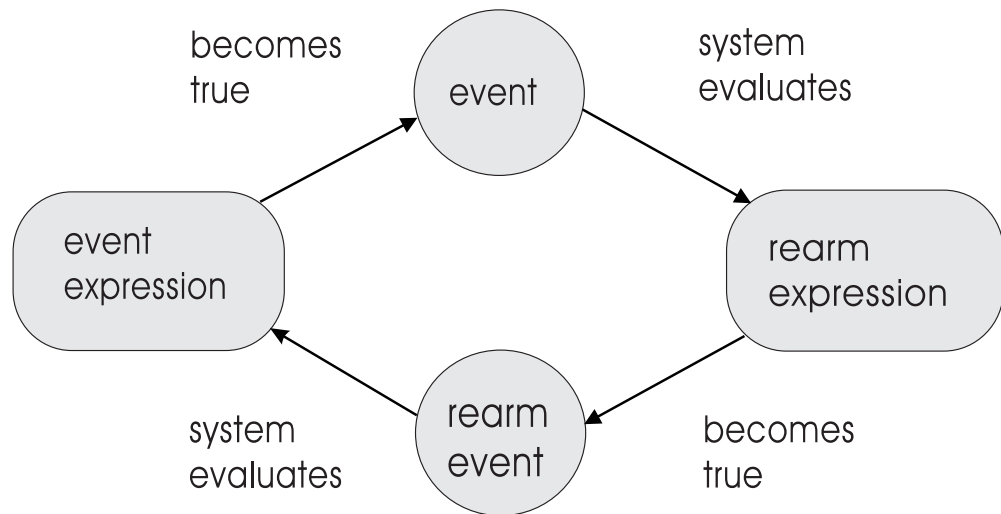 becomes
true
event
system
evaluates
event
expression
rearm
expression
system
evaluates
rearm
event
becomes
true